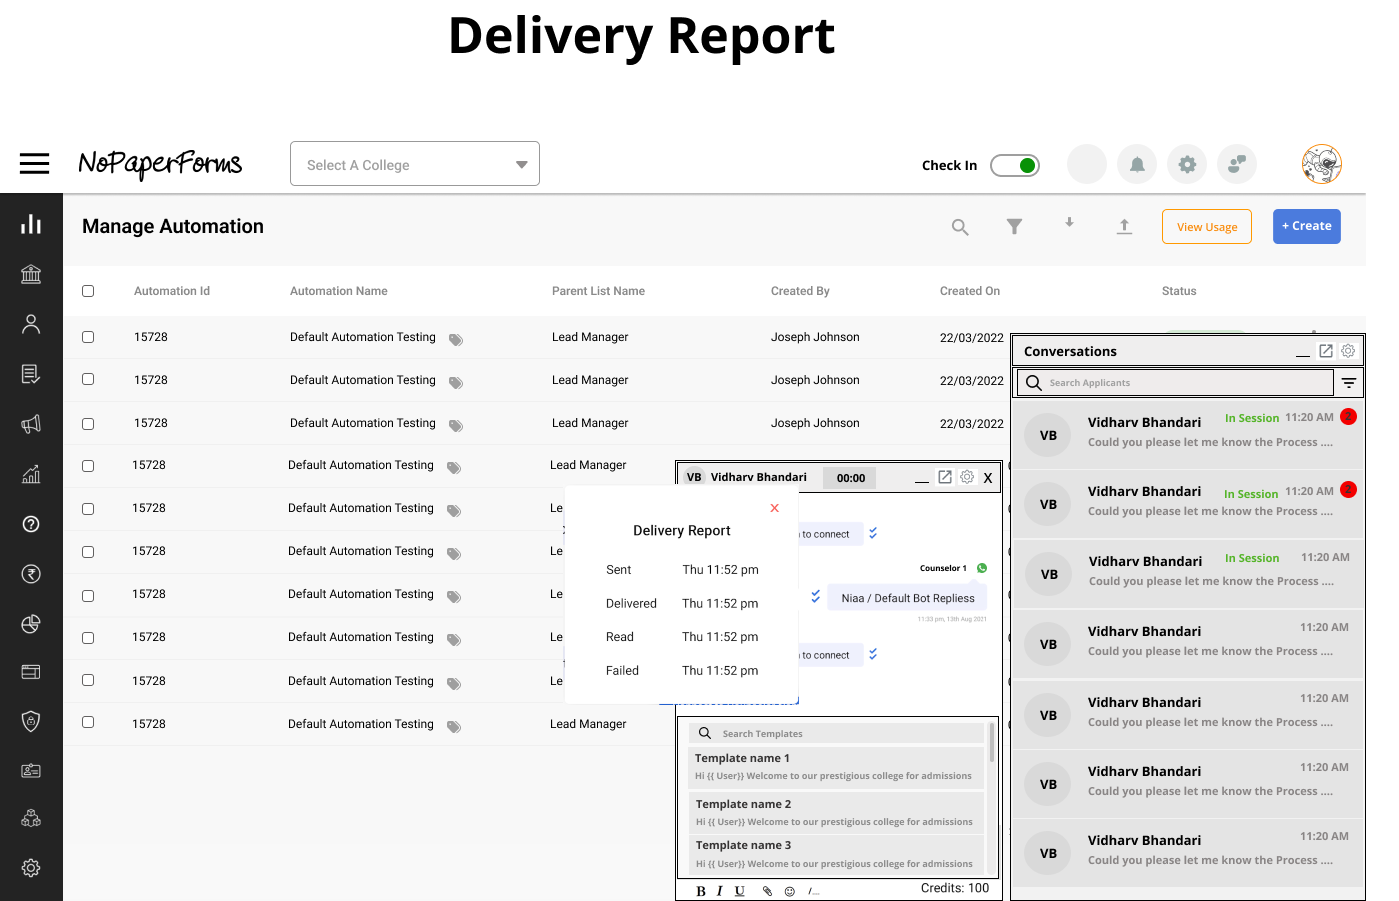 Delivery Report
NoPaperForms
Select A College
Check In
Manage Automation
View Usage
+ Create
Automation Id Automation Name Parent List Name Created By Created On Status
15728 Default Automation Testing Lead Manager Joseph Johnson 22/03/2022
15728 Default Automation Testing Lead Manager Joseph Johnson 22/03/2022
15728 Default Automation Testing Lead Manager Joseph Johnson 22/03/2022
15728 Default Automation Testing Lead Manager
15728 Default Automation Testing Le
15728 Default Automation Testing Le
15728 Default Automation Testing Le
15728 Default Automation Testing Le
15728 Default Automation Testing Le
15728 Default Automation Testing Lead Manager
VB Vidharv Bhandari 00:00 X
to connect
Counselor 1
Niaa / Default Bot Repliess
11:33 pm, 13th Aug 2021
to connect
X
Delivery Report
Sent Thu 11:52 pm
Delivered Thu 11:52 pm
Read Thu 11:52 pm
Failed Thu 11:52 pm
Search Templates
Template name 1
Hi {{ User}} Welcome to our prestigious college for admissions
Template name 2
Hi {{ User}} Welcome to our prestigious college for admissions
Template name 3
Hi {{ User}} Welcome to our prestigious college for admissions
B I U /... Credits: 100
Conversations
Search Applicants
VB Vidharv Bhandari In Session 11:20 AM 2
Could you please let me know the Process ....
VB Vidharv Bhandari In Session 11:20 AM 2
Could you please let me know the Process ....
VB Vidharv Bhandari In Session 11:20 AM
Could you please let me know the Process ....
VB Vidharv Bhandari 11:20 AM
Could you please let me know the Process ....
VB Vidharv Bhandari 11:20 AM
Could you please let me know the Process ....
VB Vidharv Bhandari 11:20 AM
Could you please let me know the Process ....
VB Vidharv Bhandari 11:20 AM
Could you please let me know the Process ....